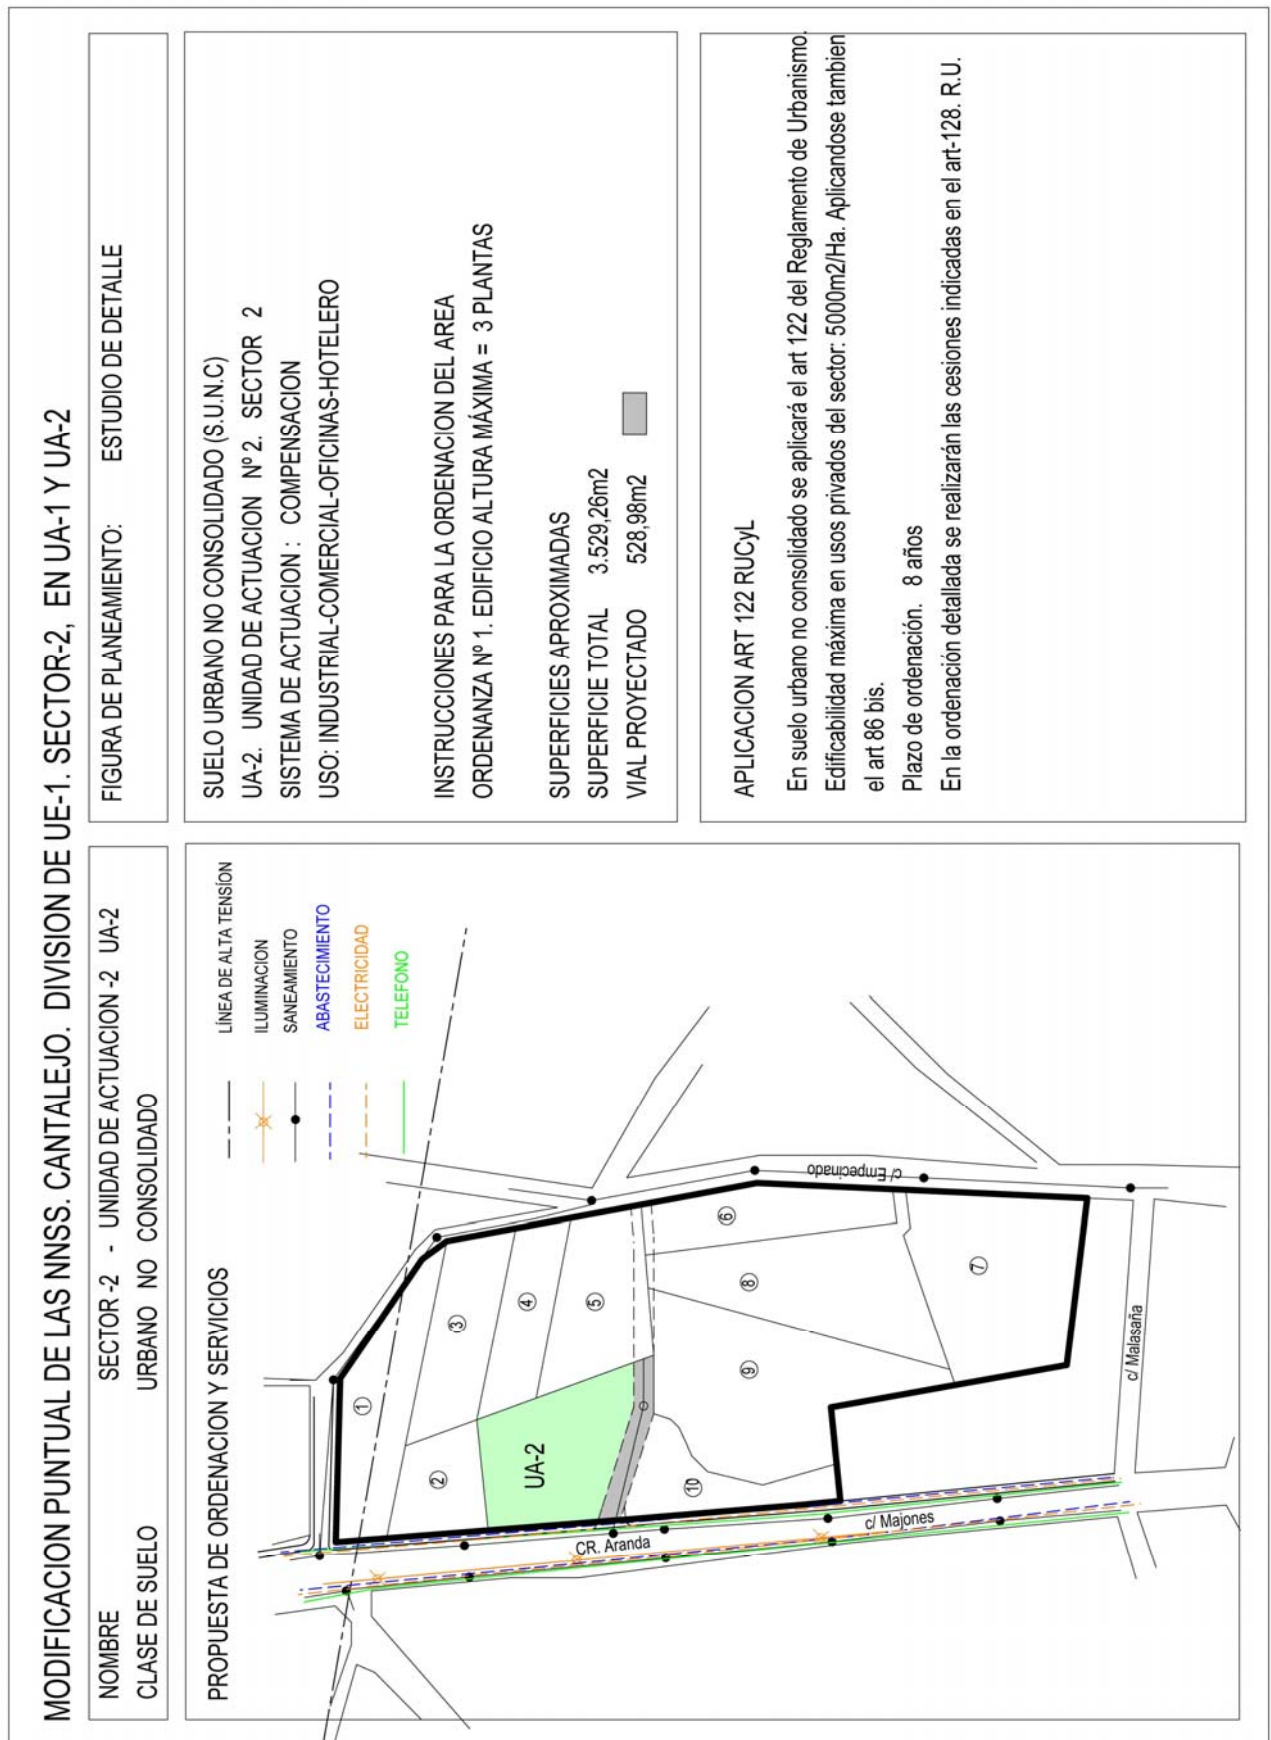 MODIFICACION PUNTUAL DE LAS NNSS. CANTALEJO. DIVISION DE UE-1. SECTOR-2, EN UA-1 Y UA-2
NOMBRE SECTOR -2 - UNIDAD DE ACTUACION -2 UA-2
CLASE DE SUELO URBANO NO CONSOLIDADO
FIGURA DE PLANEAMIENTO: ESTUDIO DE DETALLE
PROPUESTA DE ORDENACION Y SERVICIOS
LÍNEA DE ALTA TENSÍON
ILUMINACION
SANEAMIENTO
ABASTECIMIENTO
ELECTRICIDAD
TELEFONO
1
2
3
4
5
6
7
8
9
10
UA-2
CR. Aranda
c/ Majones
c/ Empecinado
c/ Malasaña
SUELO URBANO NO CONSOLIDADO (S.U.N.C)
UA-2. UNIDAD DE ACTUACION Nº 2. SECTOR 2
SISTEMA DE ACTUACION : COMPENSACION
USO: INDUSTRIAL-COMERCIAL-OFICINAS-HOTELERO
INSTRUCCIONES PARA LA ORDENACION DEL AREA
ORDENANZA Nº 1. EDIFICIO ALTURA MÁXIMA = 3 PLANTAS
SUPERFICIES APROXIMADAS
SUPERFICIE TOTAL 3.529,26m2
VIAL PROYECTADO 528,98m2
APLICACION ART 122 RUCyL
En suelo urbano no consolidado se aplicará el art 122 del Reglamento de Urbanismo.
Edificabilidad máxima en usos privados del sector: 5000m2/Ha. Aplicandose tambien
el art 86 bis.
Plazo de ordenación. 8 años
En la ordenación detallada se realizarán las cesiones indicadas en el art-128. R.U.